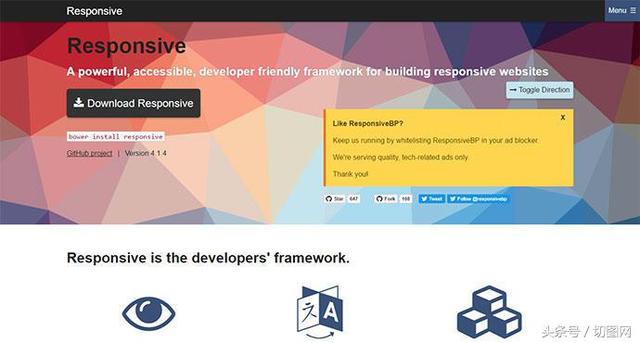 Responsive
Menu ☰
Responsive
A powerful, accessible, developer friendly framework for building responsive websites
Toggle Direction
Download Responsive
bower install responsive
GitHub project | Version 4.1.4
X
Like ResponsiveBP?
Keep us running by whitelisting ResponsiveBP in your ad blocker.
We're serving quality, tech-related ads only.
Thank you!
Star 647 Fork 108 Tweet Follow @responsivebp
Responsive is the developers' framework.
A
头条号／切图网